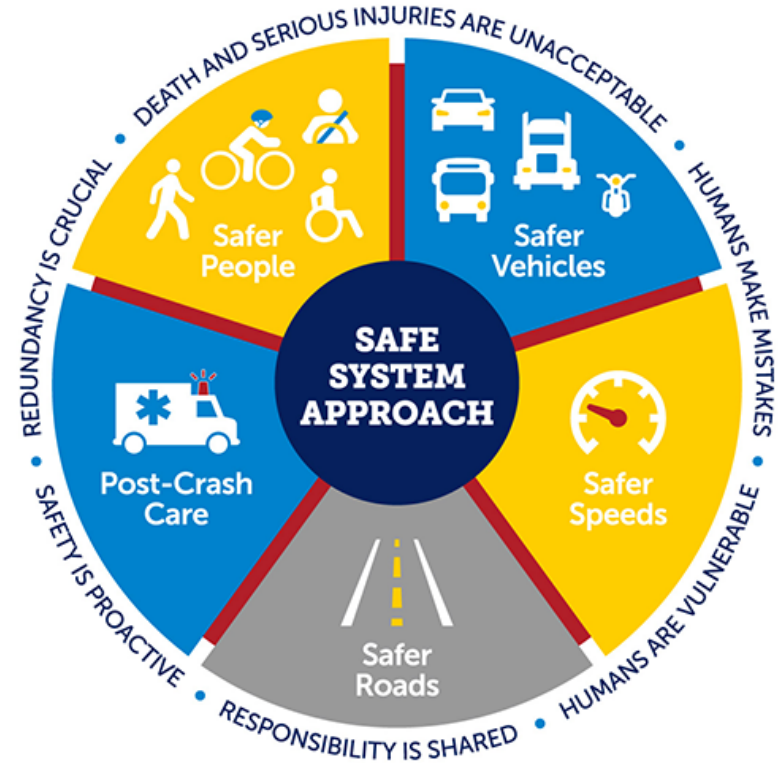 DEATH AND SERIOUS INJURIES ARE UNACCEPTABLE
HUMANS MAKE MISTAKES
HUMANS ARE VULNERABLE
RESPONSIBILITY IS SHARED
SAFETY IS PROACTIVE
REDUNDANCY IS CRUCIAL
Safer
People
Safer
Vehicles
SAFE
SYSTEM
APPROACH
Safer
Speeds
Safer
Roads
Post-Crash
Care